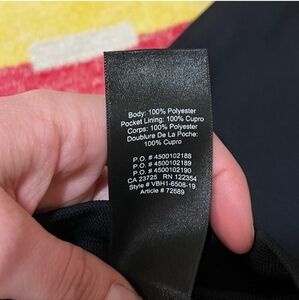 Body: 100% Polyester
Pocket Lining: 100% Cupro
Corps: 100% Polyester
Doublure De La Poche:
100% Cupro
P.O. # 4500102188
P.O. # 4500102189
P.O. # 4500102190
CA 23725 RN 122354
Style # VBH1-6508-19
Article # 72689